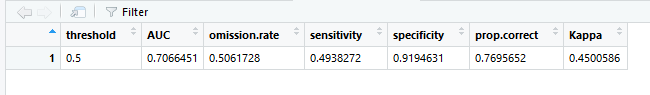 Filter
threshold AUC omission.rate sensitivity specificity prop.correct Kappa
1 0.5 0.7066451 0.5061728 0.4938272 0.9194631 0.7695652 0.4500586